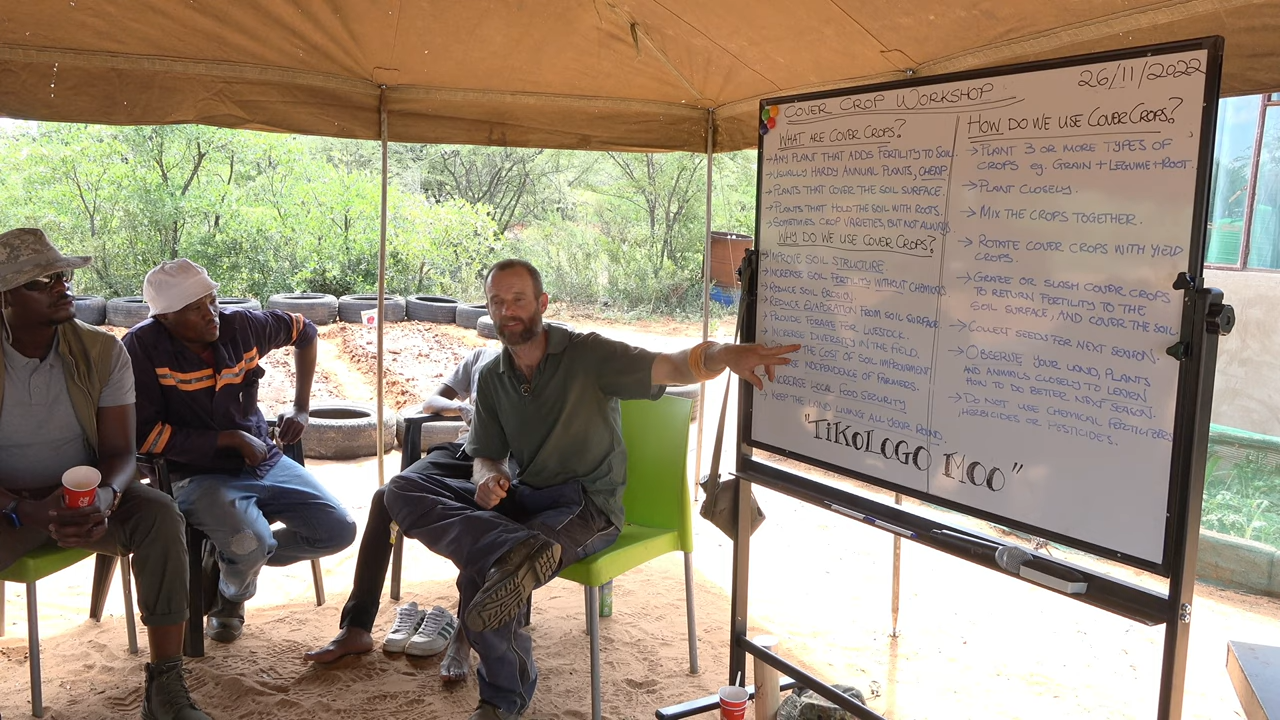 26/11/2022
COVER CROP WORKSHOP
WHAT ARE COVER CROPS?
→ANY PLANT THAT ADDS FERTILITY TO SOIL.
→USUALLY HARDY ANNUAL PLANTS, CHEAP
→PLANTS THAT COVER THE SOIL SURFACE.
→PLANTS THAT HOLD THE SOIL WITH ROOTS.
→SOMETIMES CROP VARIETIES, BUT NOT ALWAYS
WHY DO WE USE COVER CROPS?
→IMPROVE SOIL STRUCTURE.
→INCREASE SOIL FERTILITY WITHOUT CHEMICALS
→REDUCE SOIL EROSION.
→REDUCE EVAPORATION FROM SOIL SURFACE
→PROVIDE FORAGE FOR LIVESTOCK.
→INCREASE DIVERSITY IN THE FIELD.
THE COST OF SOIL IMPROVEMENT
INDEPENDENCE OF FARMERS.
→INCREASE LOCAL FOOD SECURITY
→KEEP THE LAND LIVING ALL YEAR ROUND.
HOW DO WE USE COVER CROPS?
→PLANT 3 OR MORE TYPES OF
CROPS eg. GRAIN + LEGUME + ROOT.
→PLANT CLOSELY.
→MIX THE CROPS TOGETHER.
→ROTATE COVER CROPS WITH YIELD
CROPS.
→GRAZE OR SLASH COVER CROPS
TO RETURN FERTILITY TO THE
SOIL SURFACE, AND COVER THE SOIL
→COLLECT SEEDS FOR NEXT SEASON.
→OBSERVE YOUR LAND, PLANTS
AND ANIMALS CLOSELY TO LEARN
HOW TO DO BETTER NEXT SEASON.
→DO NOT USE CHEMICAL FERTILIZERS
HERBICIDES OR PESTICIDES.
"TIKOLOGO MOO"